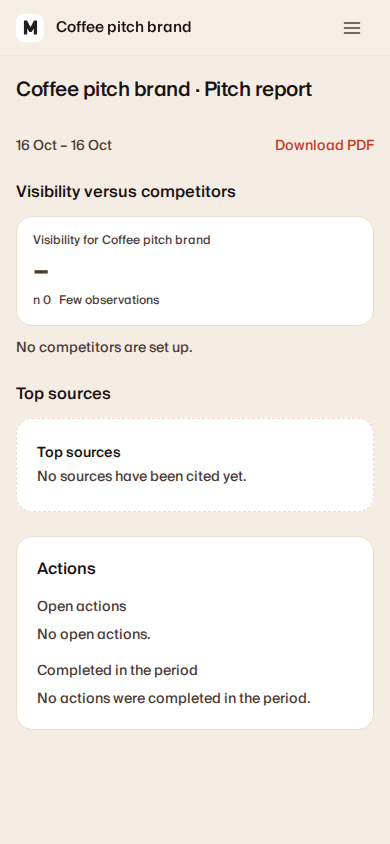 M Coffee pitch brand
Coffee pitch brand · Pitch report
16 Oct – 16 Oct Download PDF
Visibility versus competitors
Visibility for Coffee pitch brand
–
n 0 Few observations
No competitors are set up.
Top sources
Top sources
No sources have been cited yet.
Actions
Open actions
No open actions.
Completed in the period
No actions were completed in the period.